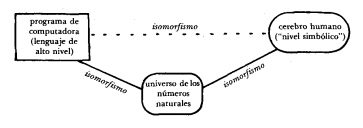 programa de
computadora
(lenguaje de
alto nivel)
isomorfismo
cerebro humano
(“nivel simbólico”)
isomorfismo
universo de los
números
naturales
isomorfismo